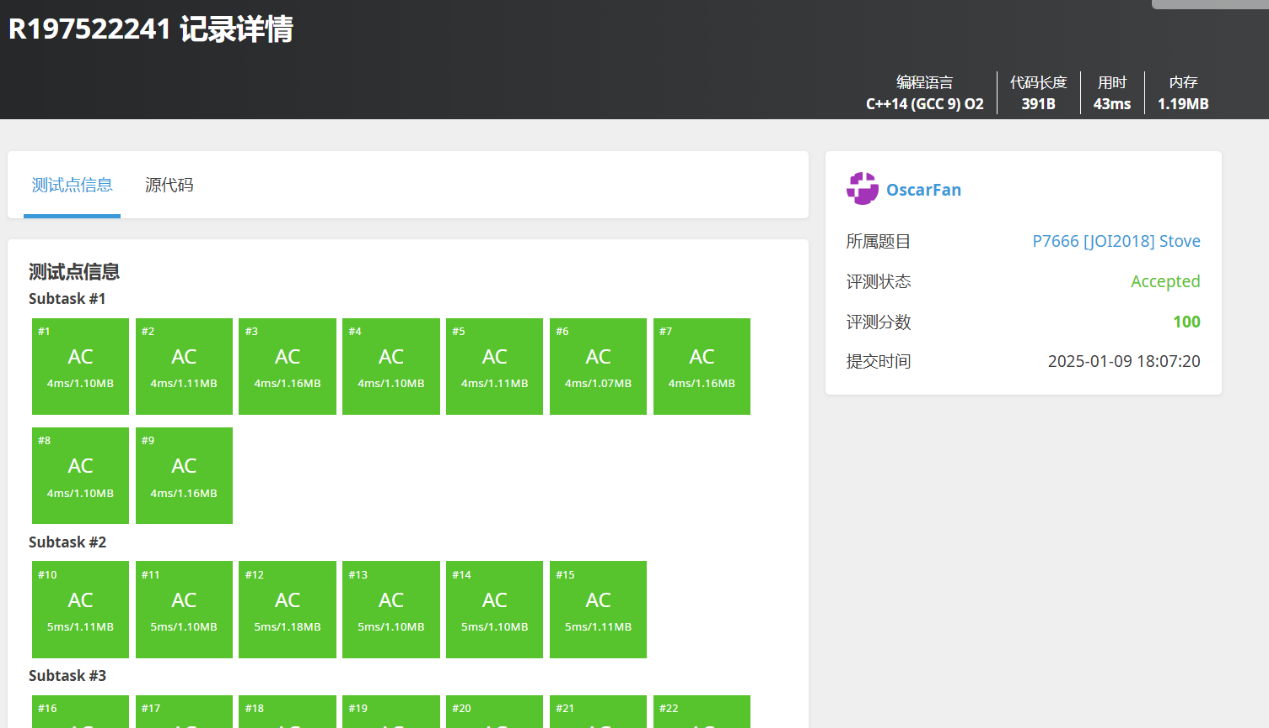 R197522241 记录详情
编程语言 代码长度 用时 内存
C++14 (GCC 9) O2 391B 43ms 1.19MB
测试点信息 源代码
测试点信息
Subtask #1
#1 #2 #3 #4 #5 #6 #7
AC AC AC AC AC AC AC
4ms/1.10MB 4ms/1.11MB 4ms/1.16MB 4ms/1.10MB 4ms/1.11MB 4ms/1.07MB 4ms/1.16MB
#8 #9
AC AC
4ms/1.10MB 4ms/1.16MB
Subtask #2
#10 #11 #12 #13 #14 #15
AC AC AC AC AC AC
5ms/1.11MB 5ms/1.10MB 5ms/1.18MB 5ms/1.10MB 5ms/1.10MB 5ms/1.11MB
Subtask #3
#16 #17 #18 #19 #20 #21 #22
OscarFan
所属题目 P7666 [JOI2018] Stove
评测状态 Accepted
评测分数 100
提交时间 2025-01-09 18:07:20